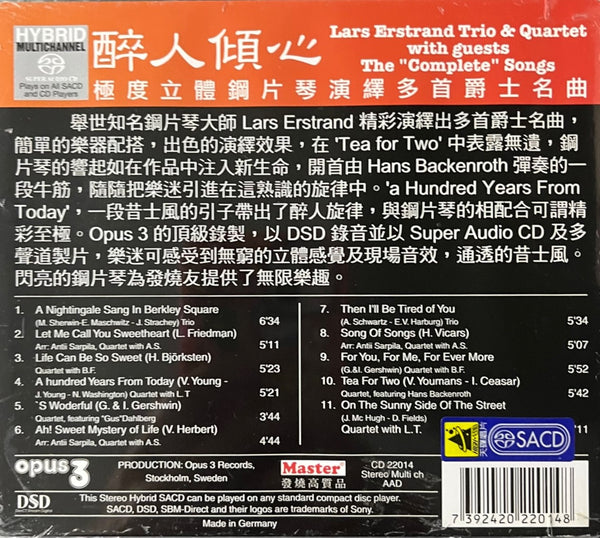 HYBRID
MULTICHANNEL
SUPER AUDIO CD
Plays on All SACD
and CD Players
醉人傾心
Lars Erstrand Trio & Quartet
with guests
The "Complete" Songs
極度立體鋼片琴演繹多首爵士名曲
舉世知名鋼片琴大師 Lars Erstrand 精彩演繹出多首爵士名曲，
簡單的樂器配搭，出色的演繹效果，在 'Tea for Two' 中表露無遺，鋼
片琴的響起如在作品中注入新生命，開首由 Hans Backenroth 彈奏的一
段牛筋，隨隨把樂迷引進在這熟識的旋律中。'a Hundred Years From
Today'，一段昔士風的引子帶出了醉人旋律，與鋼片琴的相配合可謂精
彩至極。Opus 3 的頂級錄製，以 DSD 錄音並以 Super Audio CD 及多
聲道製片，樂迷可感受到無窮的立體感覺及現場音效，通透的昔士風。
閃亮的鋼片琴為發燒友提供了無限樂趣。
1. A Nightingale Sang In Berkley Square
(M. Sherwin-E. Maschwitz - J. Strachey) Trio 6'34
2. Let Me Call You Sweetheart (L. Friedman)
Arr: Antii Sarpila, Quartet with A.S. 5'11
3. Life Can Be So Sweet (H. Björksten)
Quartet with B.F. 5'23
4. A hundred Years From Today (V. Young -
J. Young - N. Washington) Quartet with L.T 5'21
5. `S Woderful (G. & I. Gershwin)
Quartet, featuring "Gus"Dahlberg 3'44
6. Ah! Sweet Mystery of Life (V. Herbert)
Arr: Antii Sarpila, Quartet with A.S. 4'44
7. Then I'll Be Tired of You
(A. Schwartz - E.V. Harburg) Trio 5'34
8. Song of Songs (H. Vicars)
Arr: Antii Sarpila, Quartet with A.S. 5'07
9. For You, For Me, For Ever More
(G.&I. Gershwin) Quartet with B.F. 5'52
10. Tea For Two (V. Youmans - I. Ceasar)
Quartet, featuring Hans Backenroth 5'42
11. On The Sunny Side Of The Street
(J. Mc Hugh - D. Fields)
Quartet with L.T. '11
天碟唱片
SACD
opus 3
PRODUCTION: Opus 3 Records,
Stockholm, Sweden
Master
發燒高質品
CD 22014
Stereo Multi ch
AAD
DSD
This Stereo Hybrid SACD can be played on any standard compact disc player.
SACD, DSD, SBM-Direct and their logos are trademarks of Sony.
Made in Germany
7 392420 220148